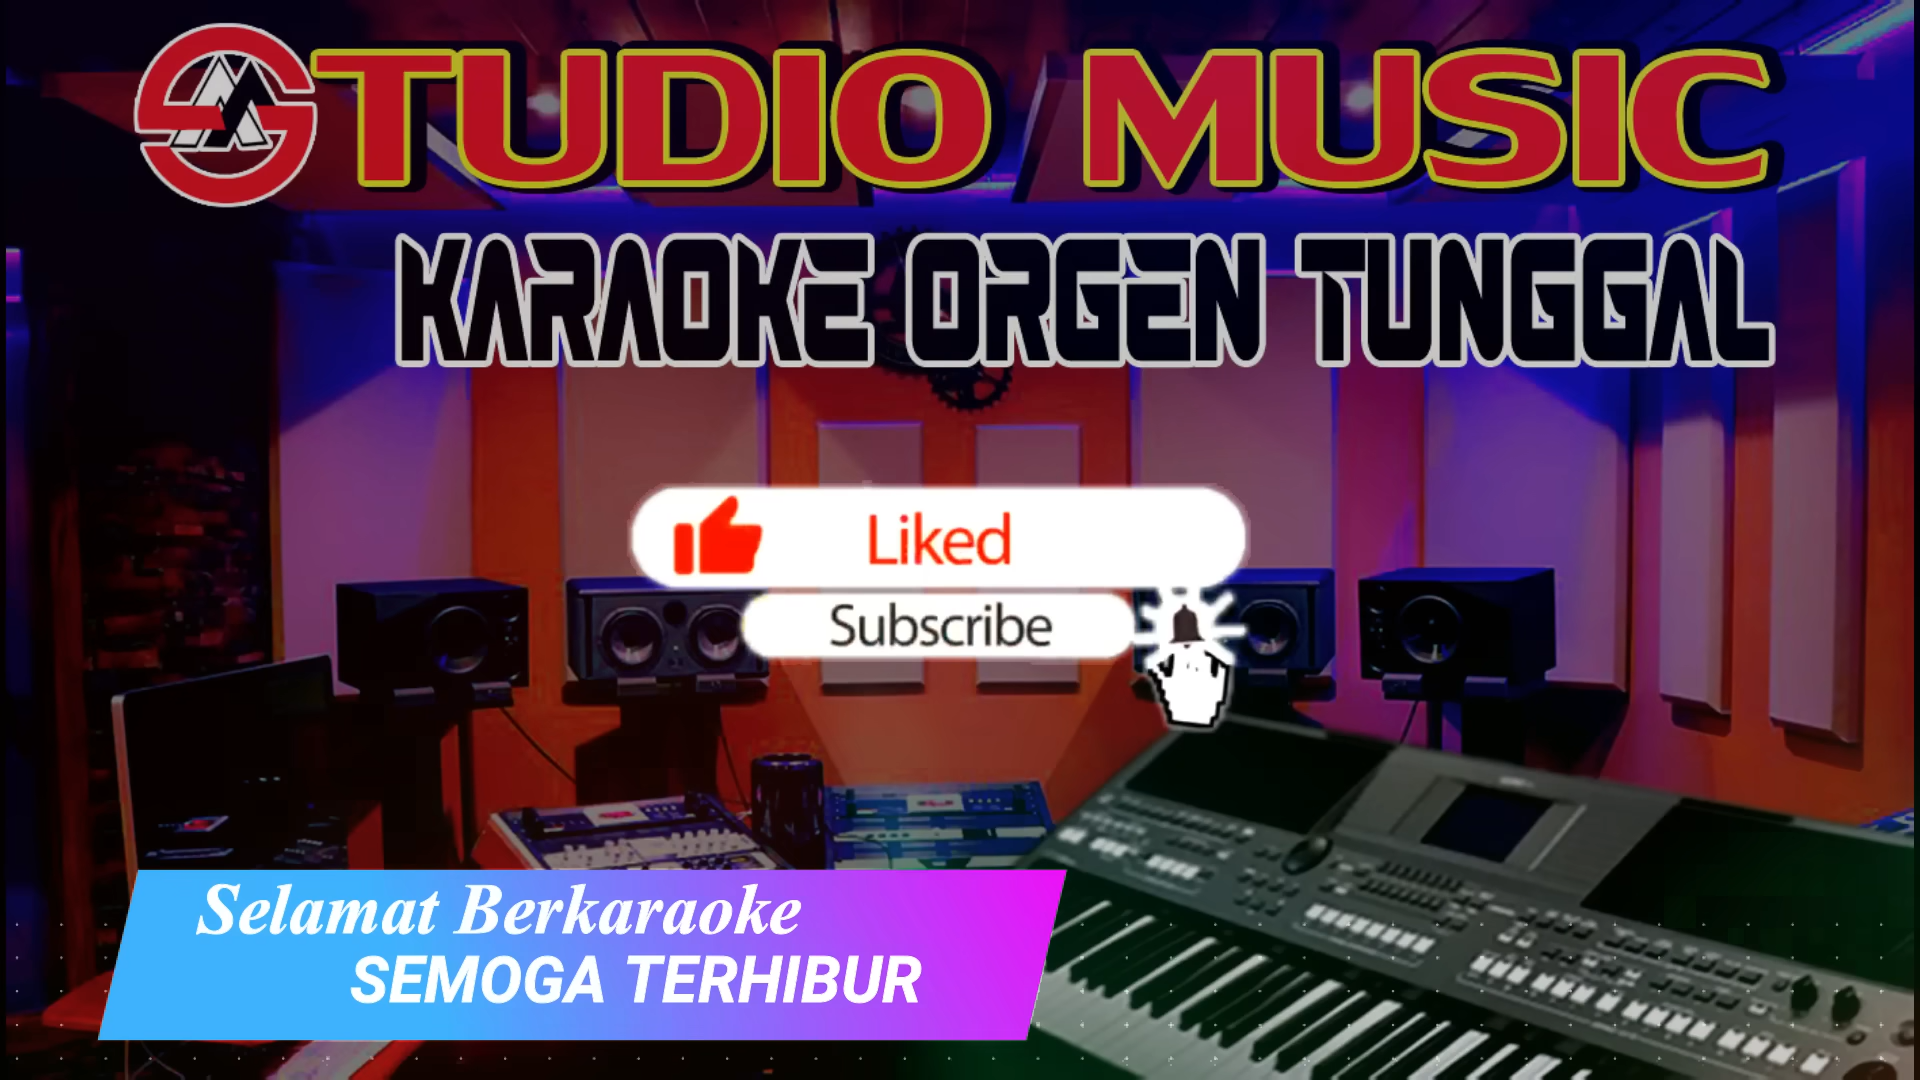 STUDIO MUSIC
KARAOKE ORGEN TUNGGAL
Liked
Subscribe
Selamat Berkaraoke
SEMOGA TERHIBUR